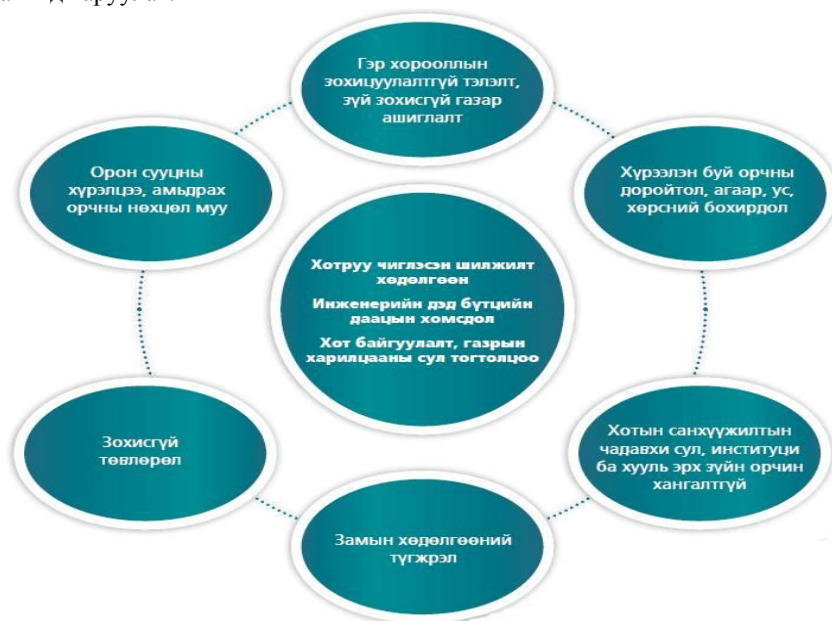 Гэр хорооллын
зохицуулалтгүй тэлэлт,
зүй зохисгүй газар
ашиглалт
Орон сууцны
хүрэлцээ, амьдрах
орчны нөхцөл муу
Хүрээлэн буй орчны
доройтол, агаар, ус,
хөрсний бохирдол
Хотруу чиглэсэн шилжилт
хөдөлгөөн
Инженерийн дэд бүтцийн
даацын хомсдол
Хот байгуулалт, газрын
харилцааны сул тогтолцоо
Зохисгүй
төвлөрөл
Хотын санхүүжилтын
чадавхи сул, институци
ба хууль эрх зүйн орчин
хангалтгүй
Замын хөдөлгөөний
түгжрэл